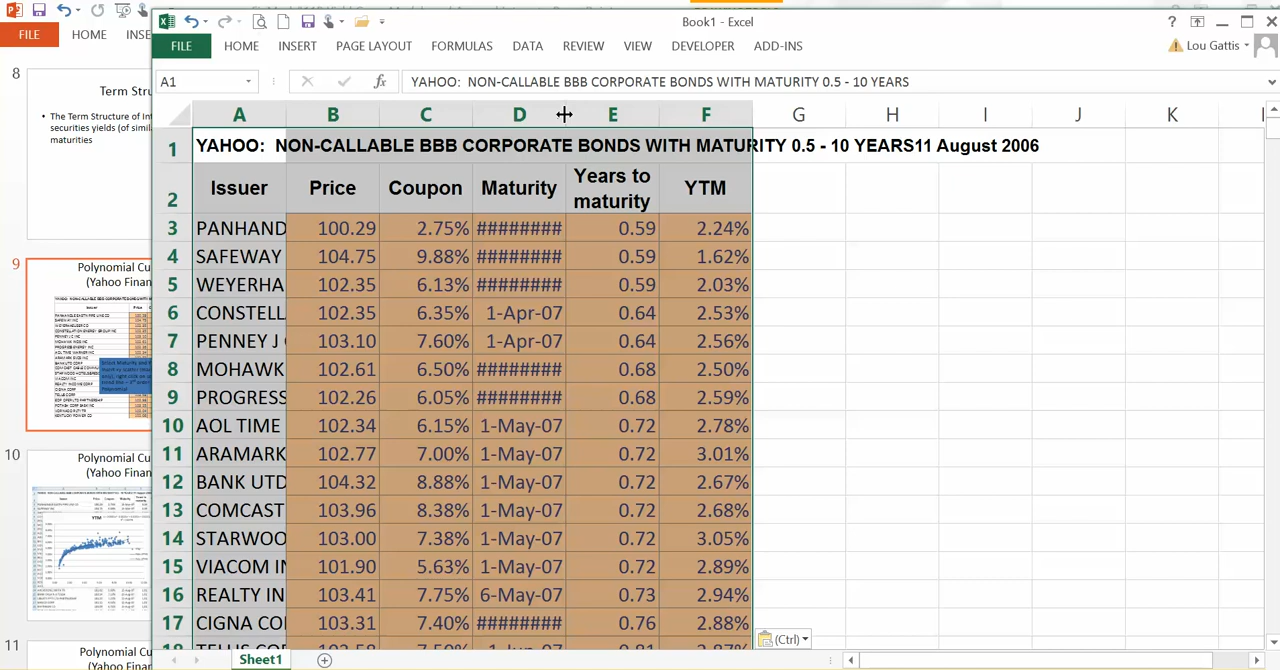 Book1 - Excel
?
FILE
HOME
INSE
FILE
HOME
INSERT
PAGE LAYOUT
FORMULAS
DATA
REVIEW
VIEW
DEVELOPER
ADD-INS
Lou Gattis
A1
fx
YAHOO: NON-CALLABLE BBB CORPORATE BONDS WITH MATURITY 0.5 - 10 YEARS
A B C D E F G H I J K
1 YAHOO: NON-CALLABLE BBB CORPORATE BONDS WITH MATURITY 0.5 - 10 YEARS11 August 2006
2 Issuer Price Coupon Maturity Years to maturity YTM
3 PANHAND 100.29 2.75% ######## 0.59 2.24%
4 SAFEWAY 104.75 9.88% ######## 0.59 1.62%
5 WEYERHA 102.35 6.13% ######## 0.59 2.03%
6 CONSTELL 102.35 6.35% 1-Apr-07 0.64 2.53%
7 PENNEY J 103.10 7.60% 1-Apr-07 0.64 2.56%
8 MOHAWK 102.61 6.50% ######## 0.68 2.50%
9 PROGRESS 102.26 6.05% ######## 0.68 2.59%
10 AOL TIME 102.34 6.15% 1-May-07 0.72 2.78%
11 ARAMARK 102.77 7.00% 1-May-07 0.72 3.01%
12 BANK UTD 104.32 8.88% 1-May-07 0.72 2.67%
13 COMCAST 103.96 8.38% 1-May-07 0.72 2.68%
14 STARWOO 103.00 7.38% 1-May-07 0.72 3.05%
15 VIACOM IN 101.90 5.63% 1-May-07 0.72 2.89%
16 REALTY IN 103.41 7.75% 6-May-07 0.73 2.94%
17 CIGNA CO 103.31 7.40% ######## 0.76 2.88%
(Ctrl)
Sheet1
8
Term Stru
• The Term Structure of In
securities yields (of simil
maturities
9
Polynomial Cu
(Yahoo Finan
10
Polynomial Cu
(Yahoo Finan
YTM
11
Polynomial Cu
(Yahoo Finan